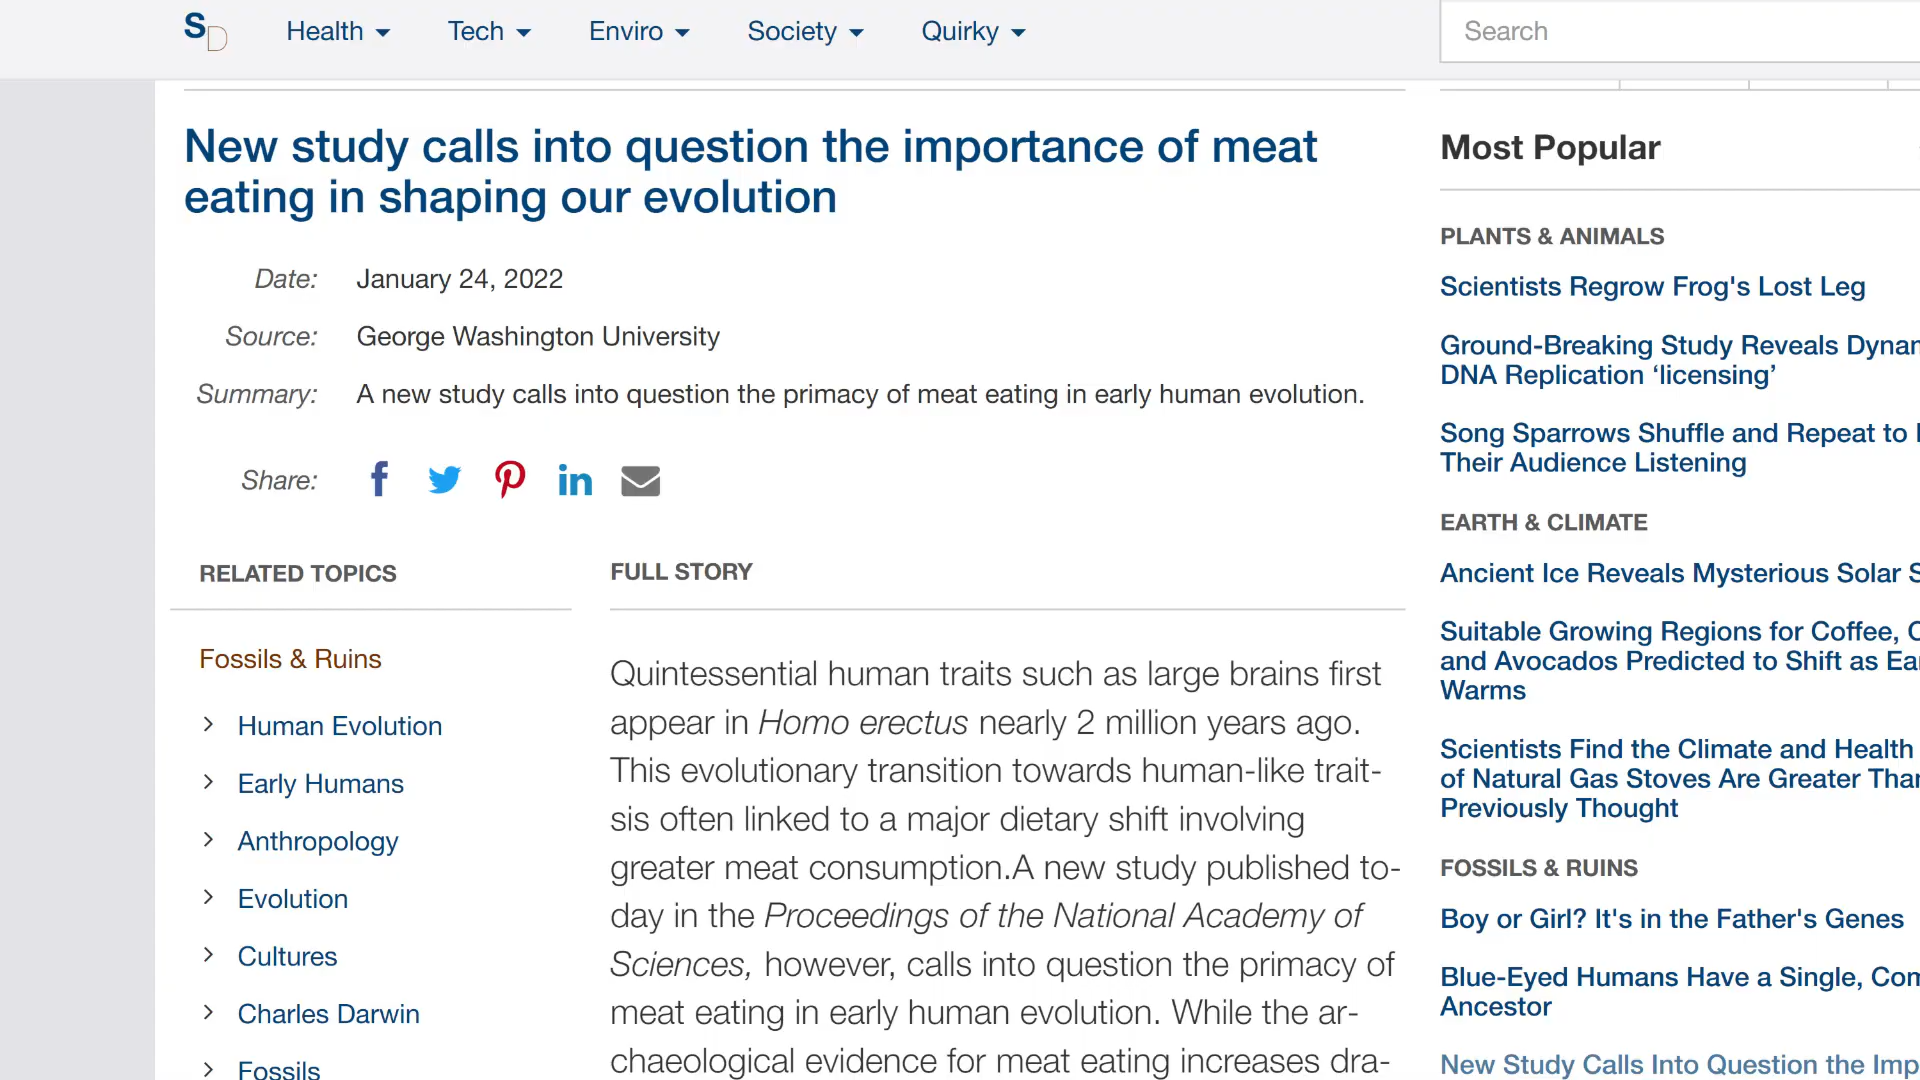 SD
Health
Tech
Enviro
Society
Quirky
Search
New study calls into question the importance of meat
eating in shaping our evolution
Date: January 24, 2022
Source: George Washington University
Summary: A new study calls into question the primacy of meat eating in early human evolution.
Share:
RELATED TOPICS
Fossils & Ruins
Human Evolution
Early Humans
Anthropology
Evolution
Cultures
Charles Darwin
Fossils
FULL STORY
Quintessential human traits such as large brains first
appear in Homo erectus nearly 2 million years ago.
This evolutionary transition towards human-like trait-
sis often linked to a major dietary shift involving
greater meat consumption.A new study published to-
day in the Proceedings of the National Academy of
Sciences, however, calls into question the primacy of
meat eating in early human evolution. While the ar-
chaeological evidence for meat eating increases dra-
Most Popular
PLANTS & ANIMALS
Scientists Regrow Frog's Lost Leg
Ground-Breaking Study Reveals Dynam
DNA Replication ‘licensing’
Song Sparrows Shuffle and Repeat to
Their Audience Listening
EARTH & CLIMATE
Ancient Ice Reveals Mysterious Solar
Suitable Growing Regions for Coffee,
and Avocados Predicted to Shift as Ea
Warms
Scientists Find the Climate and Health
of Natural Gas Stoves Are Greater Than
Previously Thought
FOSSILS & RUINS
Boy or Girl? It's in the Father's Genes
Blue-Eyed Humans Have a Single, Com
Ancestor
New Study Calls Into Question the Imp